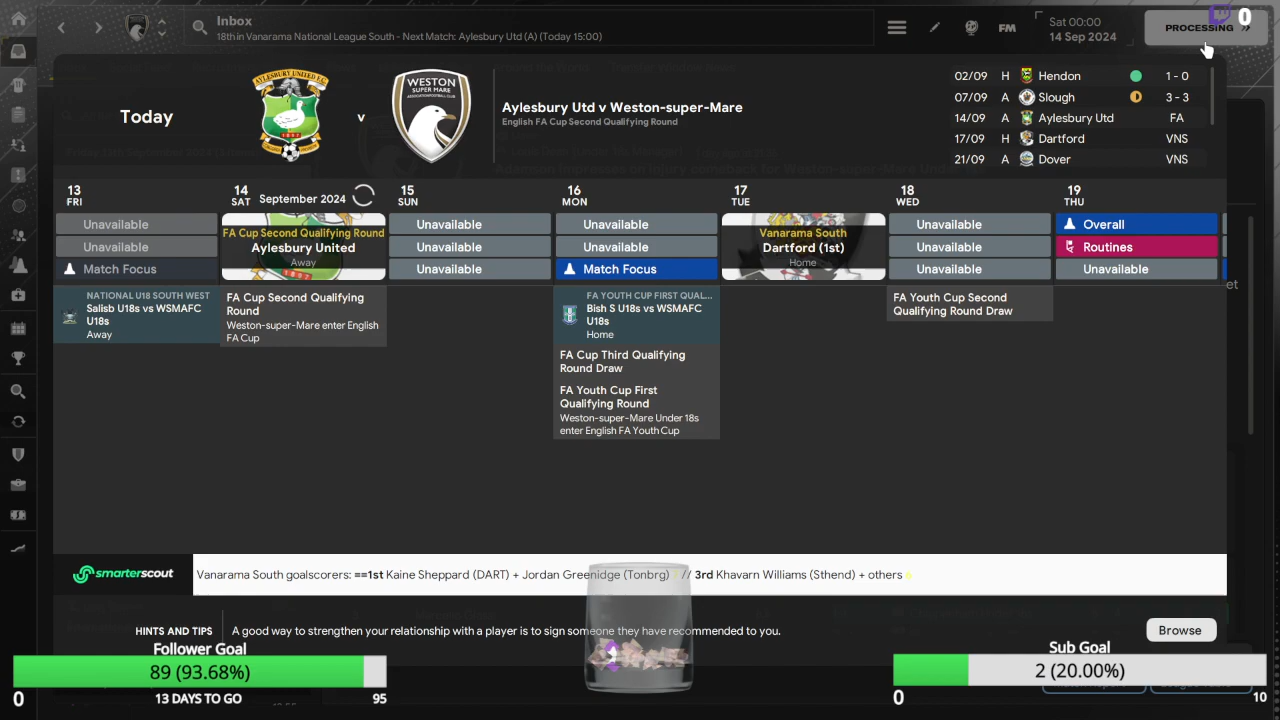 Inbox
18th in Vanarama National League South - Next Match: Aylesbury Utd (A) (Today 15:00)
FM
Sat 00:00
14 Sep 2024
PROCESSING
0
Today
AYLESBURY UNITED F.C.
v
WESTON
SUPER MARE
Aylesbury Utd v Weston-super-Mare
English FA Cup Second Qualifying Round
02/09 H Hendon 1 - 0
07/09 A Slough 3 - 3
14/09 A Aylesbury Utd FA
17/09 H Dartford VNS
21/09 A Dover VNS
13 FRI
14 SAT September 2024
15 SUN
16 MON
17 TUE
18 WED
19 THU
Unavailable
Unavailable
Match Focus
FA Cup Second Qualifying Round
Aylesbury United
Away
Unavailable
Unavailable
Unavailable
Unavailable
Unavailable
Match Focus
Vanarama South
Dartford (1st)
Home
Unavailable
Unavailable
Unavailable
Overall
Routines
Unavailable
NATIONAL U18 SOUTH WEST
Salisb U18s vs WSMAFC
U18s
Away
FA Cup Second Qualifying
Round
Weston-super-Mare enter English
FA Cup
FA YOUTH CUP FIRST QUAL...
Bish S U18s vs WSMAFC
U18s
Home
FA Cup Third Qualifying
Round Draw
FA Youth Cup First
Qualifying Round
Weston-super-Mare Under 18s
enter English FA Youth Cup
FA Youth Cup Second
Qualifying Round Draw
smarterscout
Vanarama South goalscorers: ==1st Kaine Sheppard (DART) + Jordan Greenidge (Tonbrg) // 3rd Khavarn Williams (Sthend) + others 6
HINTS AND TIPS
A good way to strengthen your relationship with a player is to sign someone they have recommended to you.
Browse
Follower Goal
89 (93.68%)
0
13 DAYS TO GO
95
Sub Goal
2 (20.00%)
0
10